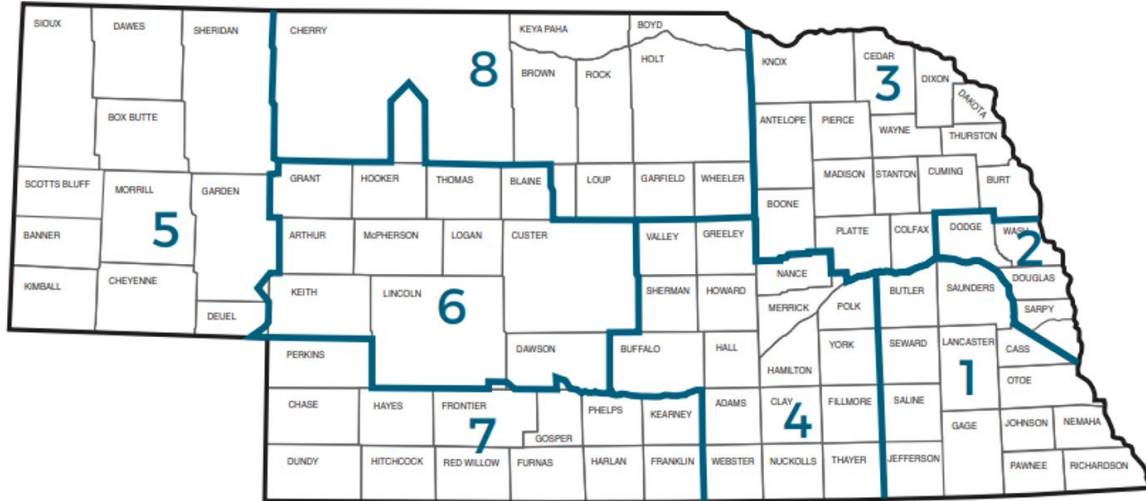 SIOUX
DAWES
SHERIDAN
CHERRY
KEYA PAHA
BOYD
8
BROWN
ROCK
HOLT
KNOX
CEDAR
3
DIXON
DAKOTA
BOX BUTTE
ANTELOPE
PIERCE
WAYNE
THURSTON
SCOTTS BLUFF
MORRILL
GARDEN
GRANT
HOOKER
THOMAS
BLAINE
LOUP
GARFIELD
WHEELER
MADISON
STANTON
CUMING
BURT
BOONE
5
BANNER
ARTHUR
McPHERSON
LOGAN
CUSTER
VALLEY
GREELEY
PLATTE
COLFAX
DODGE
WASH
2
KIMBALL
CHEYENNE
DEUEL
KEITH
LINCOLN
6
SHERMAN
HOWARD
NANCE
MERRICK
POLK
BUTLER
SAUNDERS
DOUGLAS
SARPY
PERKINS
DAWSON
BUFFALO
HALL
HAMILTON
YORK
SEWARD
LANCASTER
CASS
1
OTOE
CHASE
HAYES
FRONTIER
7
GOSPER
PHELPS
KEARNEY
ADAMS
CLAY
4
FILLMORE
SALINE
GAGE
JOHNSON
NEMAHA
DUNDY
HITCHCOCK
RED WILLOW
FURNAS
HARLAN
FRANKLIN
WEBSTER
NUCKOLLS
THAYER
JEFFERSON
PAWNEE
RICHARDSON